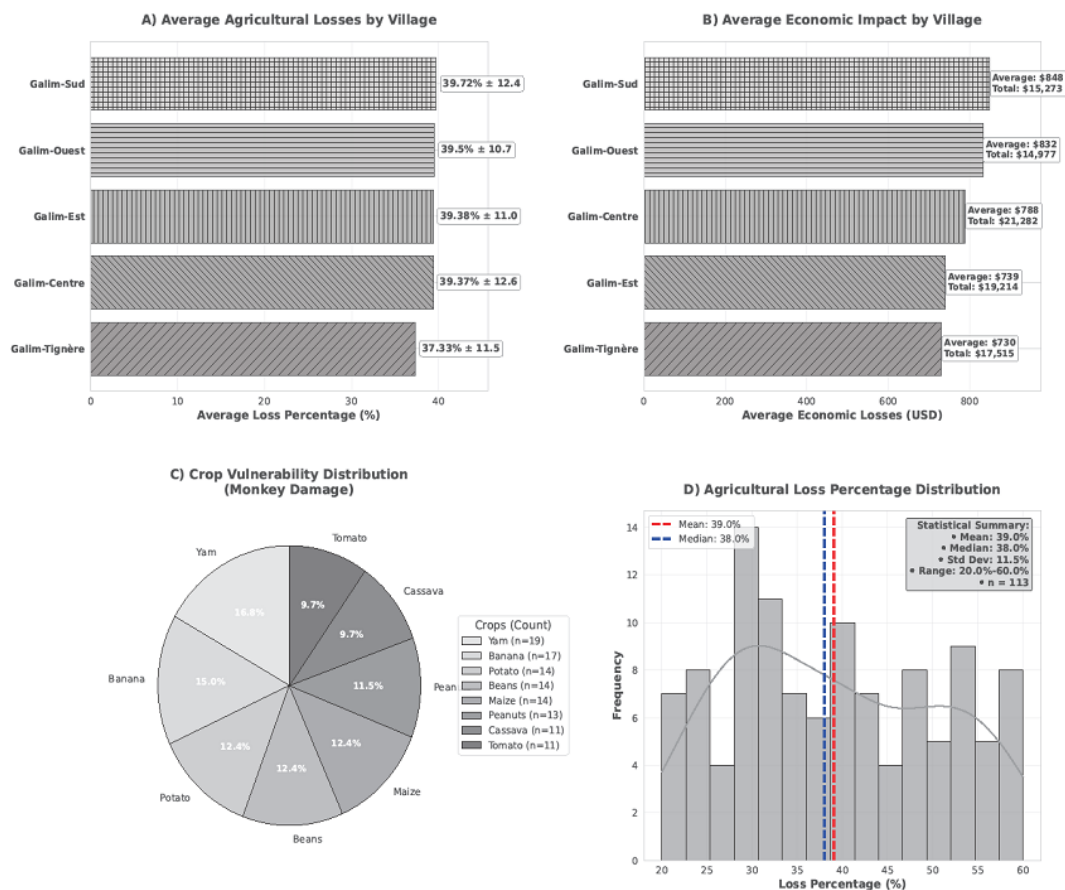 A) Average Agricultural Losses by Village
Galim-Sud
39.72% ± 12.4
Galim-Ouest
39.5% ± 10.7
Galim-Est
39.38% ± 11.0
Galim-Centre
39.37% ± 12.6
Galim-Tignère
37.33% ± 11.5
0 10 20 30 40
Average Loss Percentage (%)
B) Average Economic Impact by Village
Galim-Sud
Average: $848
Total: $15,273
Galim-Ouest
Average: $832
Total: $14,977
Galim-Centre
Average: $788
Total: $21,282
Galim-Est
Average: $739
Total: $19,214
Galim-Tignère
Average: $730
Total: $17,515
0 200 400 600 800
Average Economic Losses (USD)
C) Crop Vulnerability Distribution
(Monkey Damage)
Yam
16.8%
Banana
15.0%
Potato
12.4%
Beans
12.4%
Maize
12.4%
Pean
11.5%
Cassava
9.7%
Tomato
9.7%
Crops (Count)
Yam (n=19)
Banana (n=17)
Potato (n=14)
Beans (n=14)
Maize (n=14)
Peanuts (n=13)
Cassava (n=11)
Tomato (n=11)
D) Agricultural Loss Percentage Distribution
Mean: 39.0%
Median: 38.0%
Statistical Summary:
• Mean: 39.0%
• Median: 38.0%
• Std Dev: 11.5%
• Range: 20.0%-60.0%
• n = 113
Frequency
14
12
10
8
6
4
2
0
20 25 30 35 40 45 50 55 60
Loss Percentage (%)